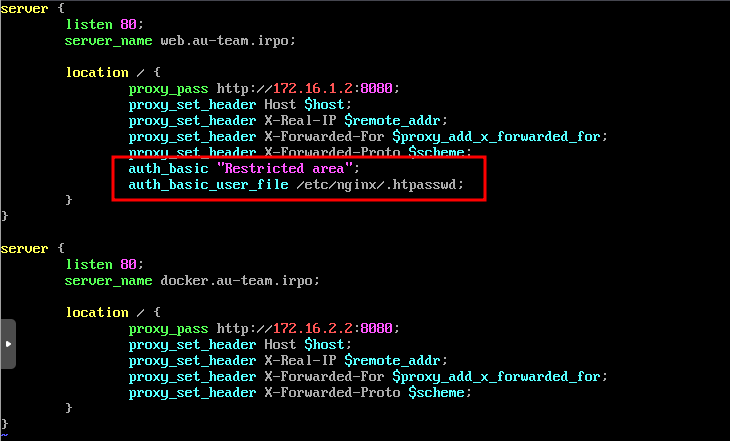 server {
listen 80;
server_name web.au-team.irpo;
location / {
proxy_pass http://172.16.1.2:8080;
proxy_set_header Host $host;
proxy_set_header X-Real-IP $remote_addr;
proxy_set_header X-Forwarded-For $proxy_add_x_forwarded_for;
proxy_set_header X-Forwarded-Proto $scheme;
auth_basic "Restricted area";
auth_basic_user_file /etc/nginx/.htpasswd;
}
}
server {
listen 80;
server_name docker.au-team.irpo;
location / {
proxy_pass http://172.16.2.2:8080;
proxy_set_header Host $host;
proxy_set_header X-Real-IP $remote_addr;
proxy_set_header X-Forwarded-For $proxy_add_x_forwarded_for;
proxy_set_header X-Forwarded-Proto $scheme;
}
}
~